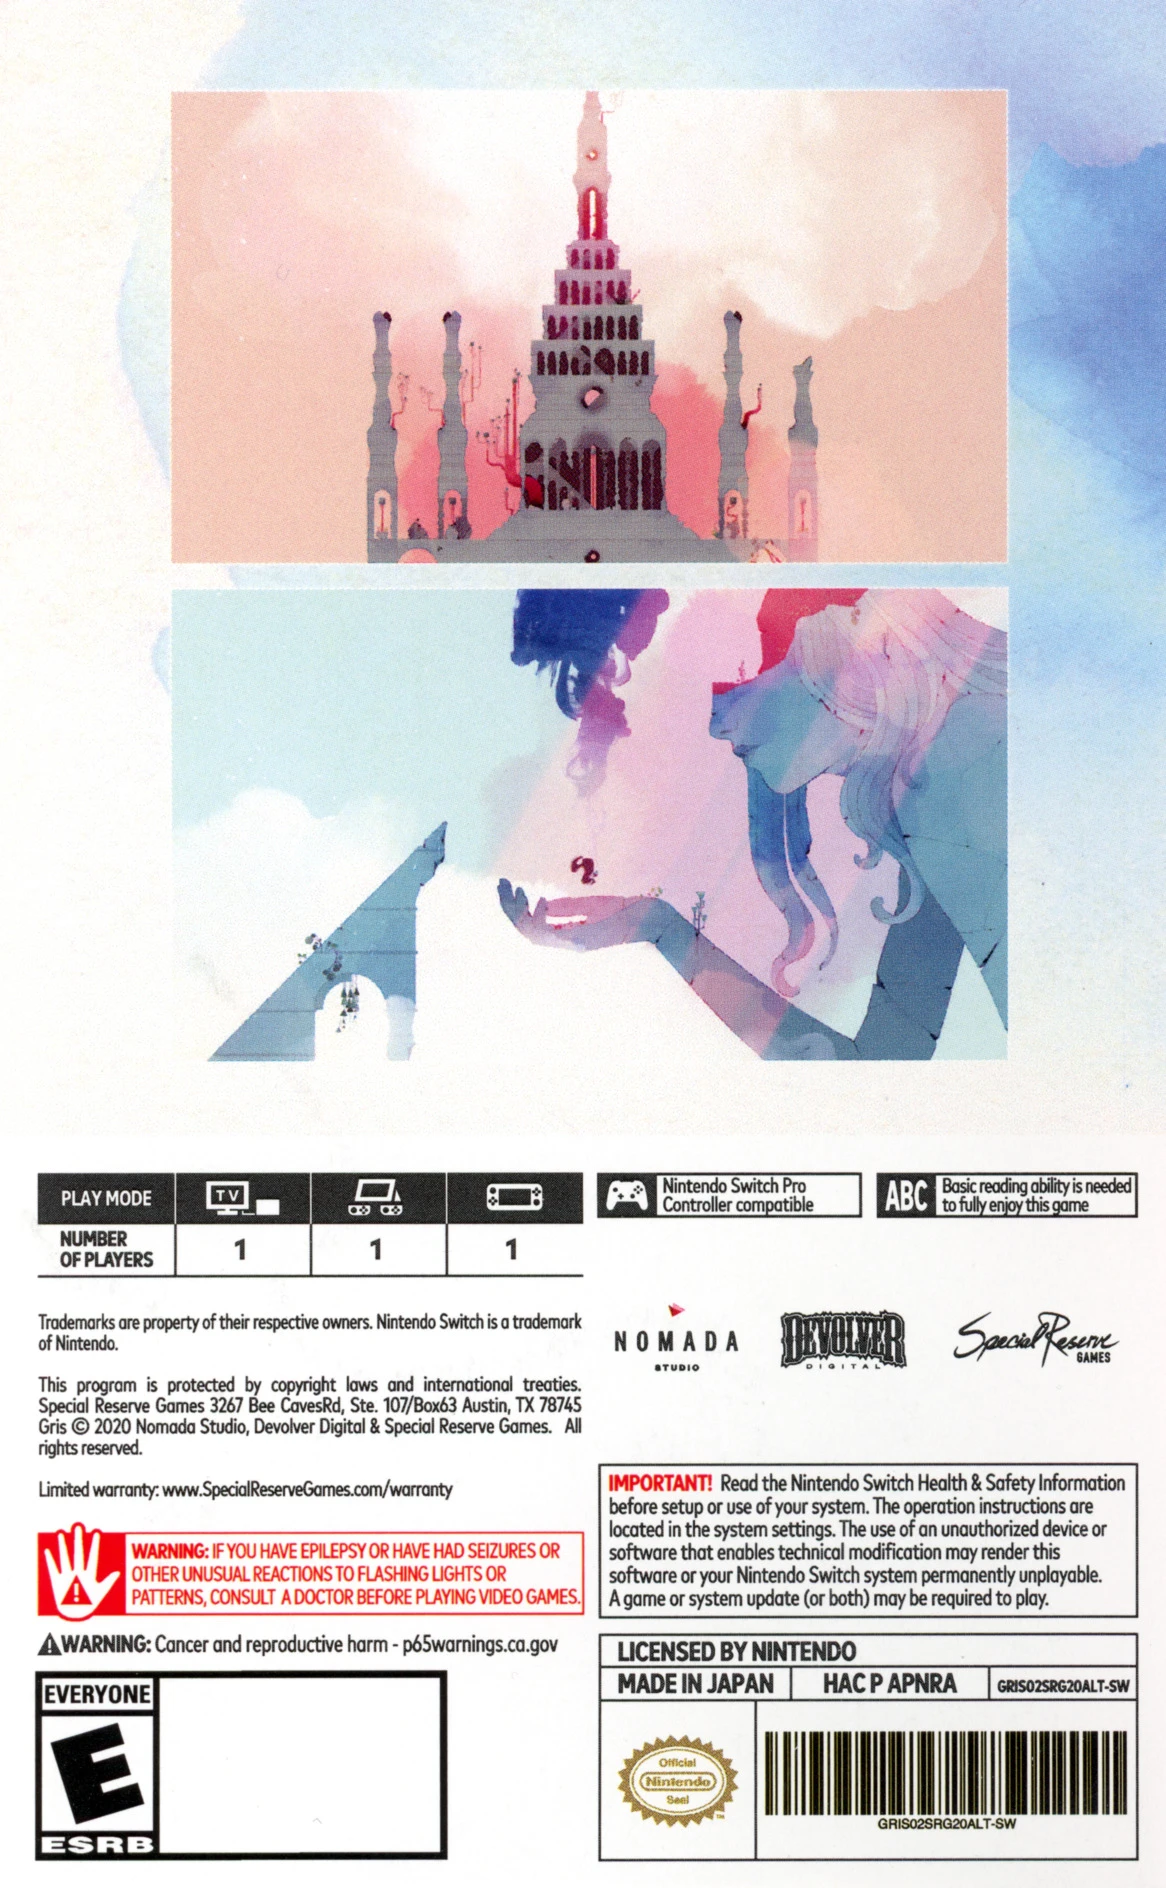 PLAY MODE
TV
NUMBER
OF PLAYERS
1
1
1
Nintendo Switch Pro
Controller compatible
ABC
Basic reading ability is needed
to fully enjoy this game
Trademarks are property of their respective owners. Nintendo Switch is a trademark
of Nintendo.
This program is protected by copyright laws and international treaties.
Special Reserve Games 3267 Bee CavesRd, Ste. 107/Box63 Austin, TX 78745
Gris © 2020 Nomada Studio, Devolver Digital & Special Reserve Games. All
rights reserved.
Limited warranty: www.SpecialReserveGames.com/warranty
NOMADA
STUDIO
DEVOLVER
DIGITAL
Special Reserve
GAMES
WARNING: IF YOU HAVE EPILEPSY OR HAVE HAD SEIZURES OR
OTHER UNUSUAL REACTIONS TO FLASHING LIGHTS OR
PATTERNS, CONSULT A DOCTOR BEFORE PLAYING VIDEO GAMES.
WARNING: Cancer and reproductive harm - p65warnings.ca.gov
EVERYONE
E
ESRB
IMPORTANT! Read the Nintendo Switch Health & Safety Information
before setup or use of your system. The operation instructions are
located in the system settings. The use of an unauthorized device or
software that enables technical modification may render this
software or your Nintendo Switch system permanently unplayable.
A game or system update (or both) may be required to play.
LICENSED BY NINTENDO
MADE IN JAPAN
HAC P APNRA
GRIS02SRG20ALT-SW
Official
Nintendo
Seal
TM
GRIS02SRG20ALT-SW